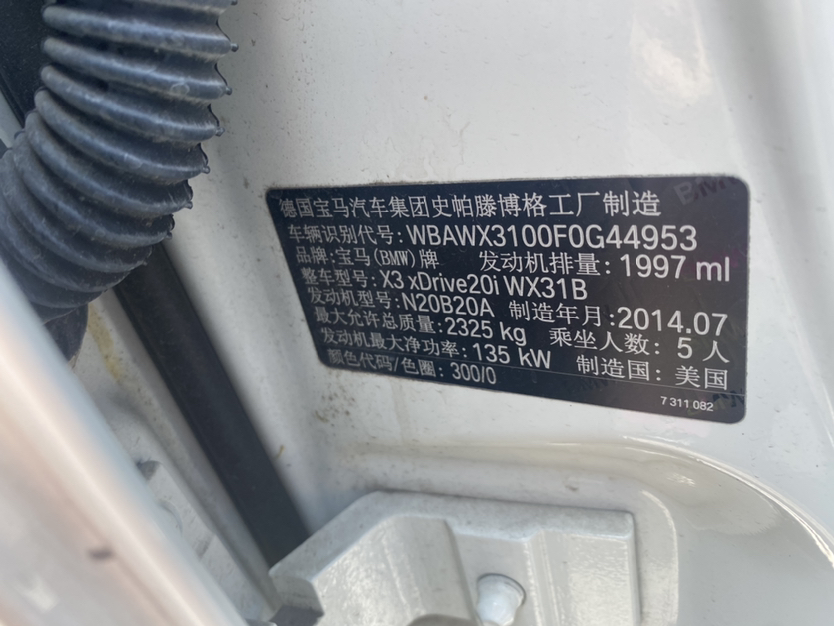 德国宝马汽车集团史帕滕博格工厂制造
车辆识别代号: WBAWX3100F0G44953
品牌: 宝马(BMW)牌 发动机排量: 1997 ml
整车型号: X3 xDrive20i WX31B
发动机型号: N20B20A 制造年月: 2014.07
最大允许总质量: 2325 kg 乘坐人数: 5 人
发动机最大净功率: 135 kW 制造国: 美国
颜色代码/色圈: 300/0
7 311 082